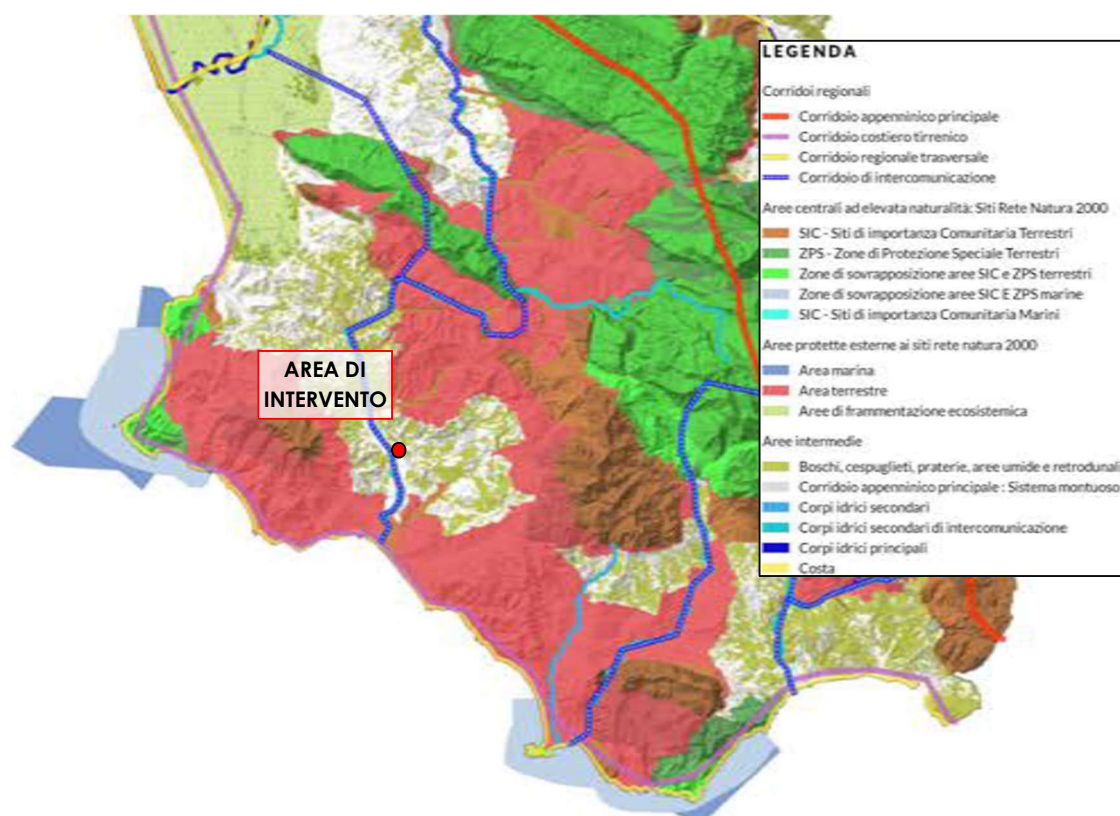 LEGENDA
Corridoi regionali
Corridoio appenninico principale
Corridoio costiero tirrenico
Corridoio regionale trasversale
Corridoio di intercomunicazione
Aree centrali ad elevata naturalità: Siti Rete Natura 2000
SIC - Siti di importanza Comunitaria Terrestri
ZPS - Zone di Protezione Speciale Terrestri
Zone di sovrapposizione aree SIC e ZPS terrestri
Zone di sovrapposizione aree SIC E ZPS marine
SIC - Siti di importanza Comunitaria Marini
Aree protette esterne ai siti rete natura 2000
Area marina
Area terrestre
Aree di frammentazione ecosistemica
Aree intermedie
Boschi, cespuglieti, praterie, aree umide e retrodunali
Corridoio appenninico principale : Sistema montuoso
Corpi idrici secondari
Corpi idrici secondari di intercomunicazione
Corpi idrici principali
Costa
AREA DI
INTERVENTO